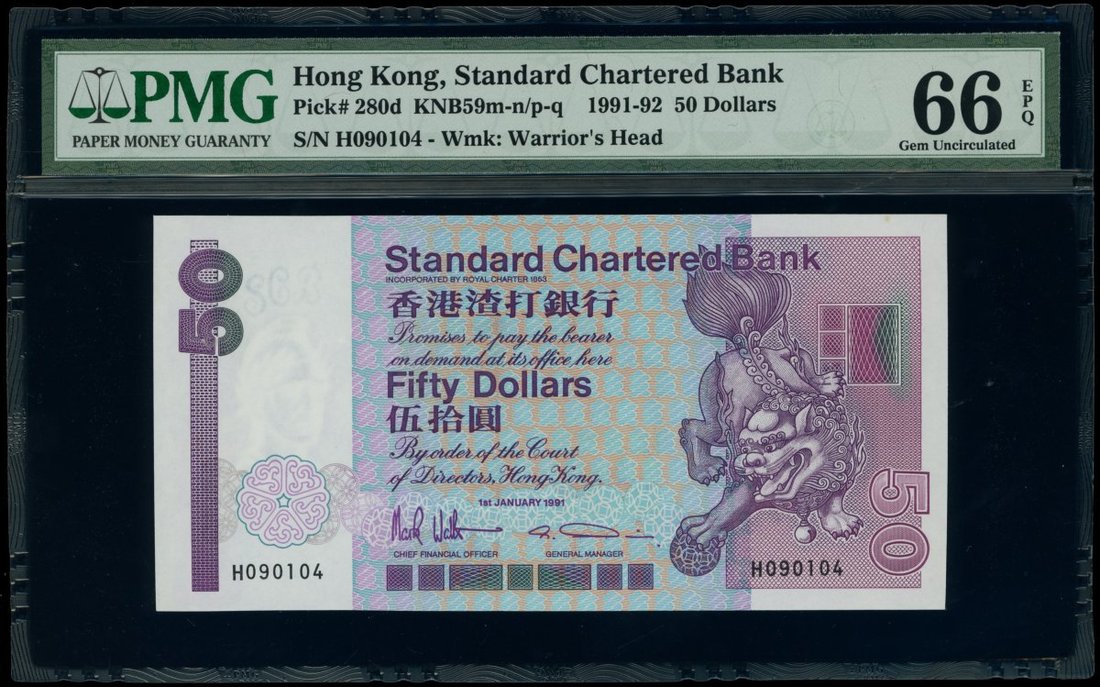 PMG
PAPER MONEY GUARANTY
Hong Kong, Standard Chartered Bank
Pick# 280d KNB59m-n/p-q 1991-92 50 Dollars
S/N H090104 - Wmk: Warrior's Head
66 EPQ
Gem Uncirculated
50
Standard Chartered Bank
INCORPORATED BY ROYAL CHARTER 1853
香港渣打銀行
Promises to pay the bearer
on demand at its office here
Fifty Dollars
伍拾圓
By order of the Court
of Directors, Hong Kong.
1st JANUARY 1991
CHIEF FINANCIAL OFFICER
GENERAL MANAGER
H090104
H090104
50